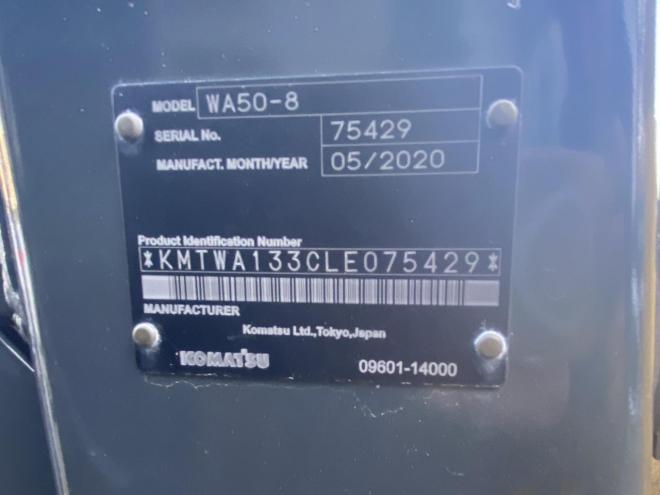 MODEL WA50-8
SERIAL No. 75429
MANUFACT. MONTH/YEAR 05/2020
Product Identification Number
*KMTWA133CLE075429*
MANUFACTURER
Komatsu Ltd.,Tokyo,Japan
KOMATSU 09601-14000